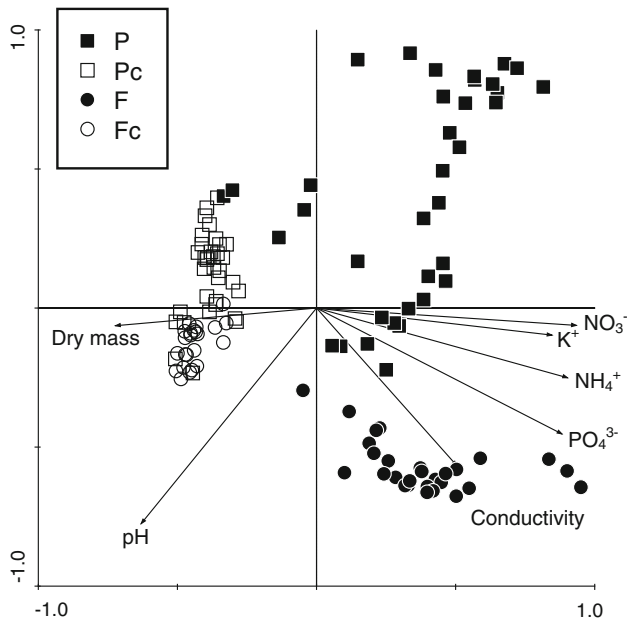 1.0
P
Pc
F
Fc
Dry mass
NO₃⁻
K⁺
NH₄⁺
PO₄³⁻
Conductivity
pH
-1.0
-1.0
1.0